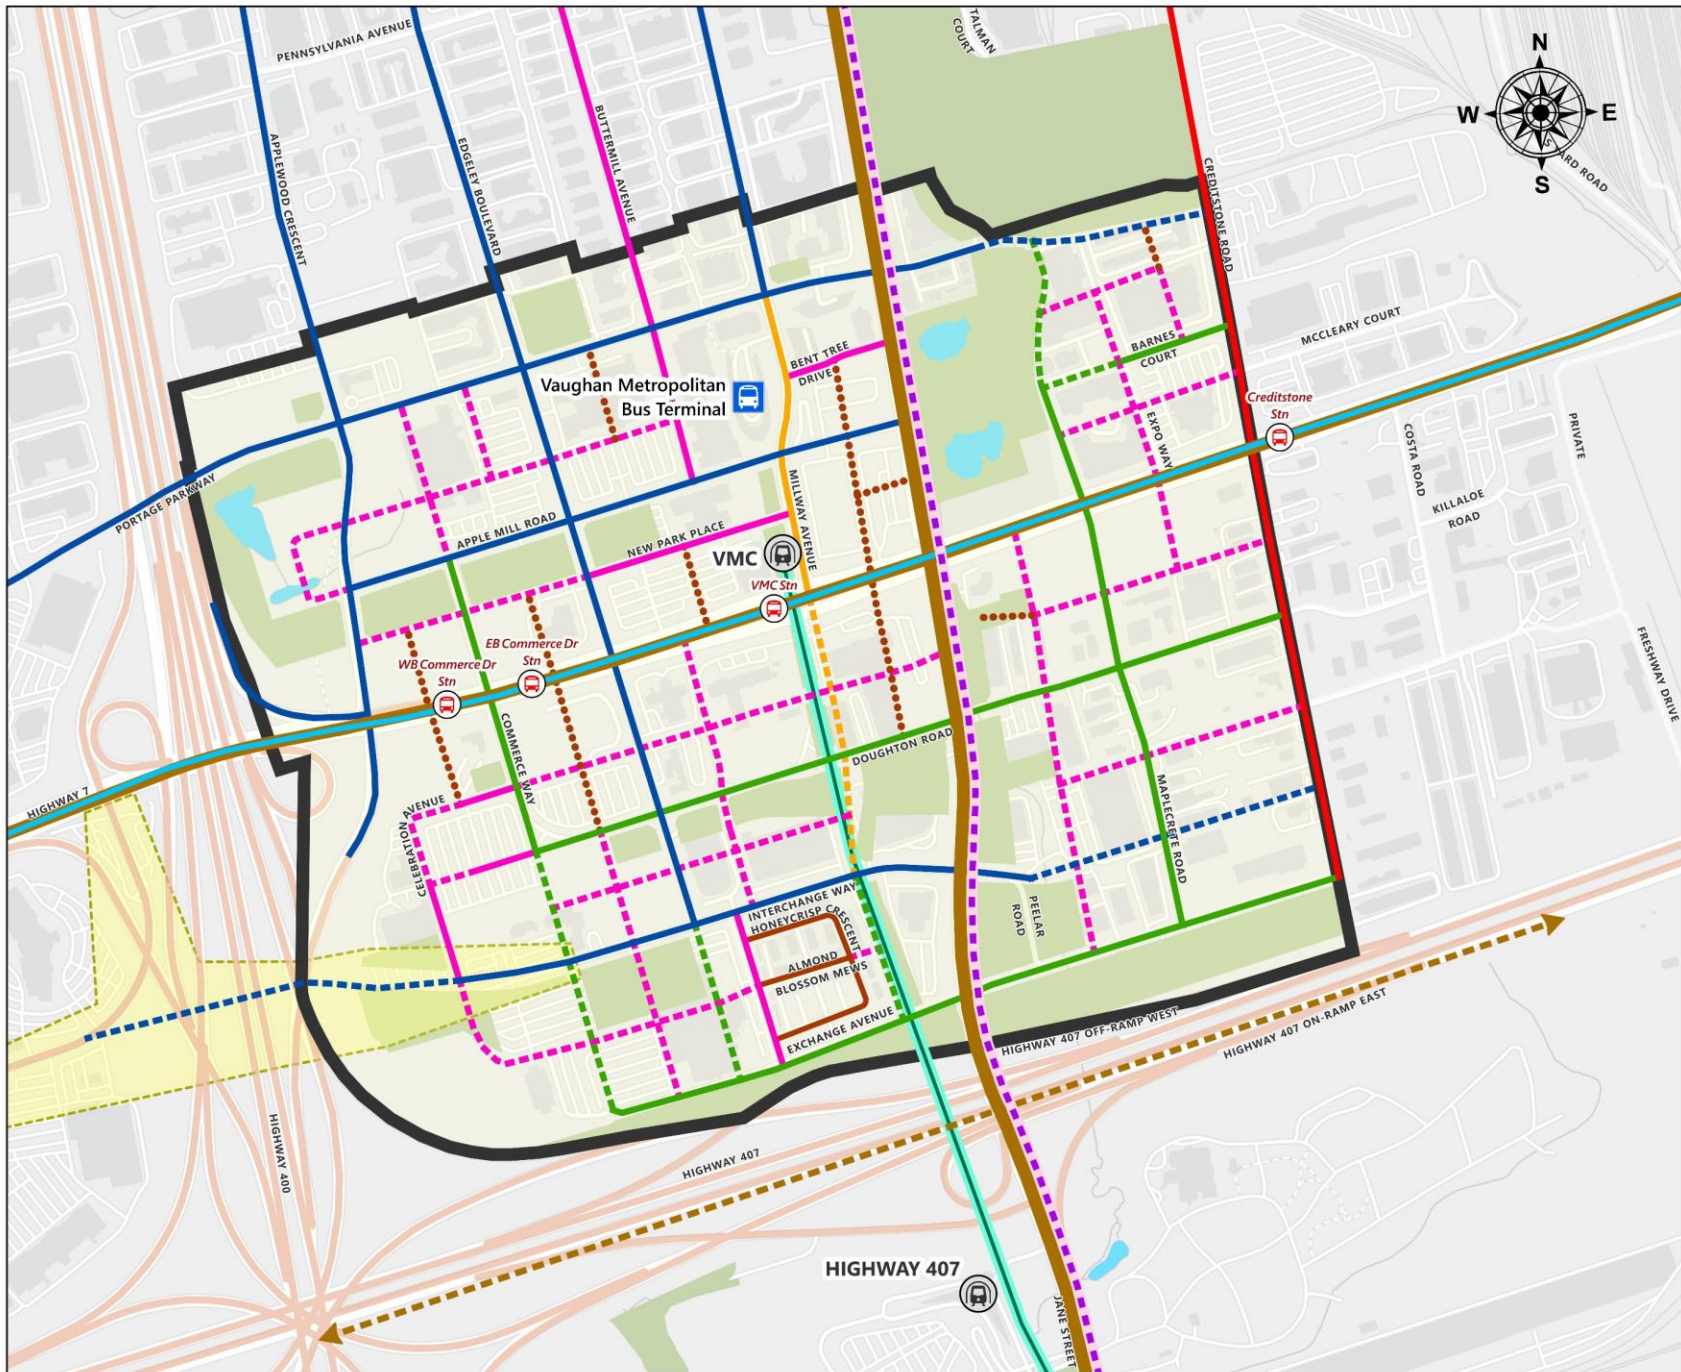 PENNSYLVANIA AVENUE
TALMAN
COURT
N
W
E
S
ARD ROAD
APPLEWOOD CRESCENT
EDGELEY BOULEVARD
BUTTERMILL AVENUE
CREDITSTONE ROAD
MCCLEARY COURT
BARNES
COURT
BENT TREE
DRIVE
Vaughan Metropolitan
Bus Terminal
Creditstone
Stn
EXPO WAY
COSTA ROAD
PRIVATE
KILLALOE
ROAD
PORTAGE PARKWAY
APPLE MILL ROAD
NEW PARK PLACE
MILLWAY AVENUE
VMC
VMC Stn
EB Commerce Dr
Stn
WB Commerce Dr
Stn
FRESHWAY DRIVE
COMMERCE WAY
DOUGHTON ROAD
HIGHWAY 7
CELEBRATION AVENUE
MAPLECRETE ROAD
INTERCHANGE WAY
HONEYCRISP CRESCENT
PEELAR
ROAD
ALMOND
BLOSSOM MEWS
EXCHANGE AVENUE
HIGHWAY 407 OFF-RAMP WEST
HIGHWAY 407 ON-RAMP EAST
HIGHWAY 400
HIGHWAY 407
HIGHWAY 407
JANE STREET